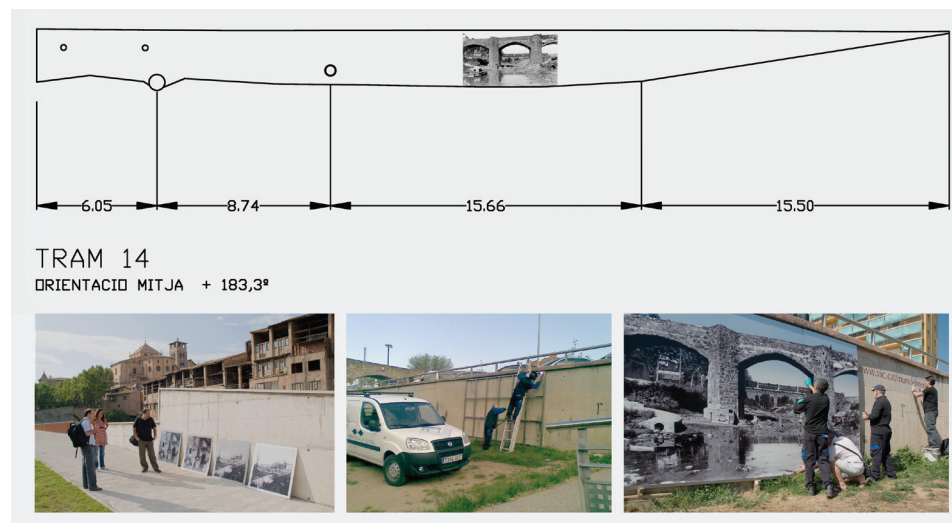 6.05
8.74
15.66
15.50
TRAM 14
ORIENTACIO MITJA + 183,3º